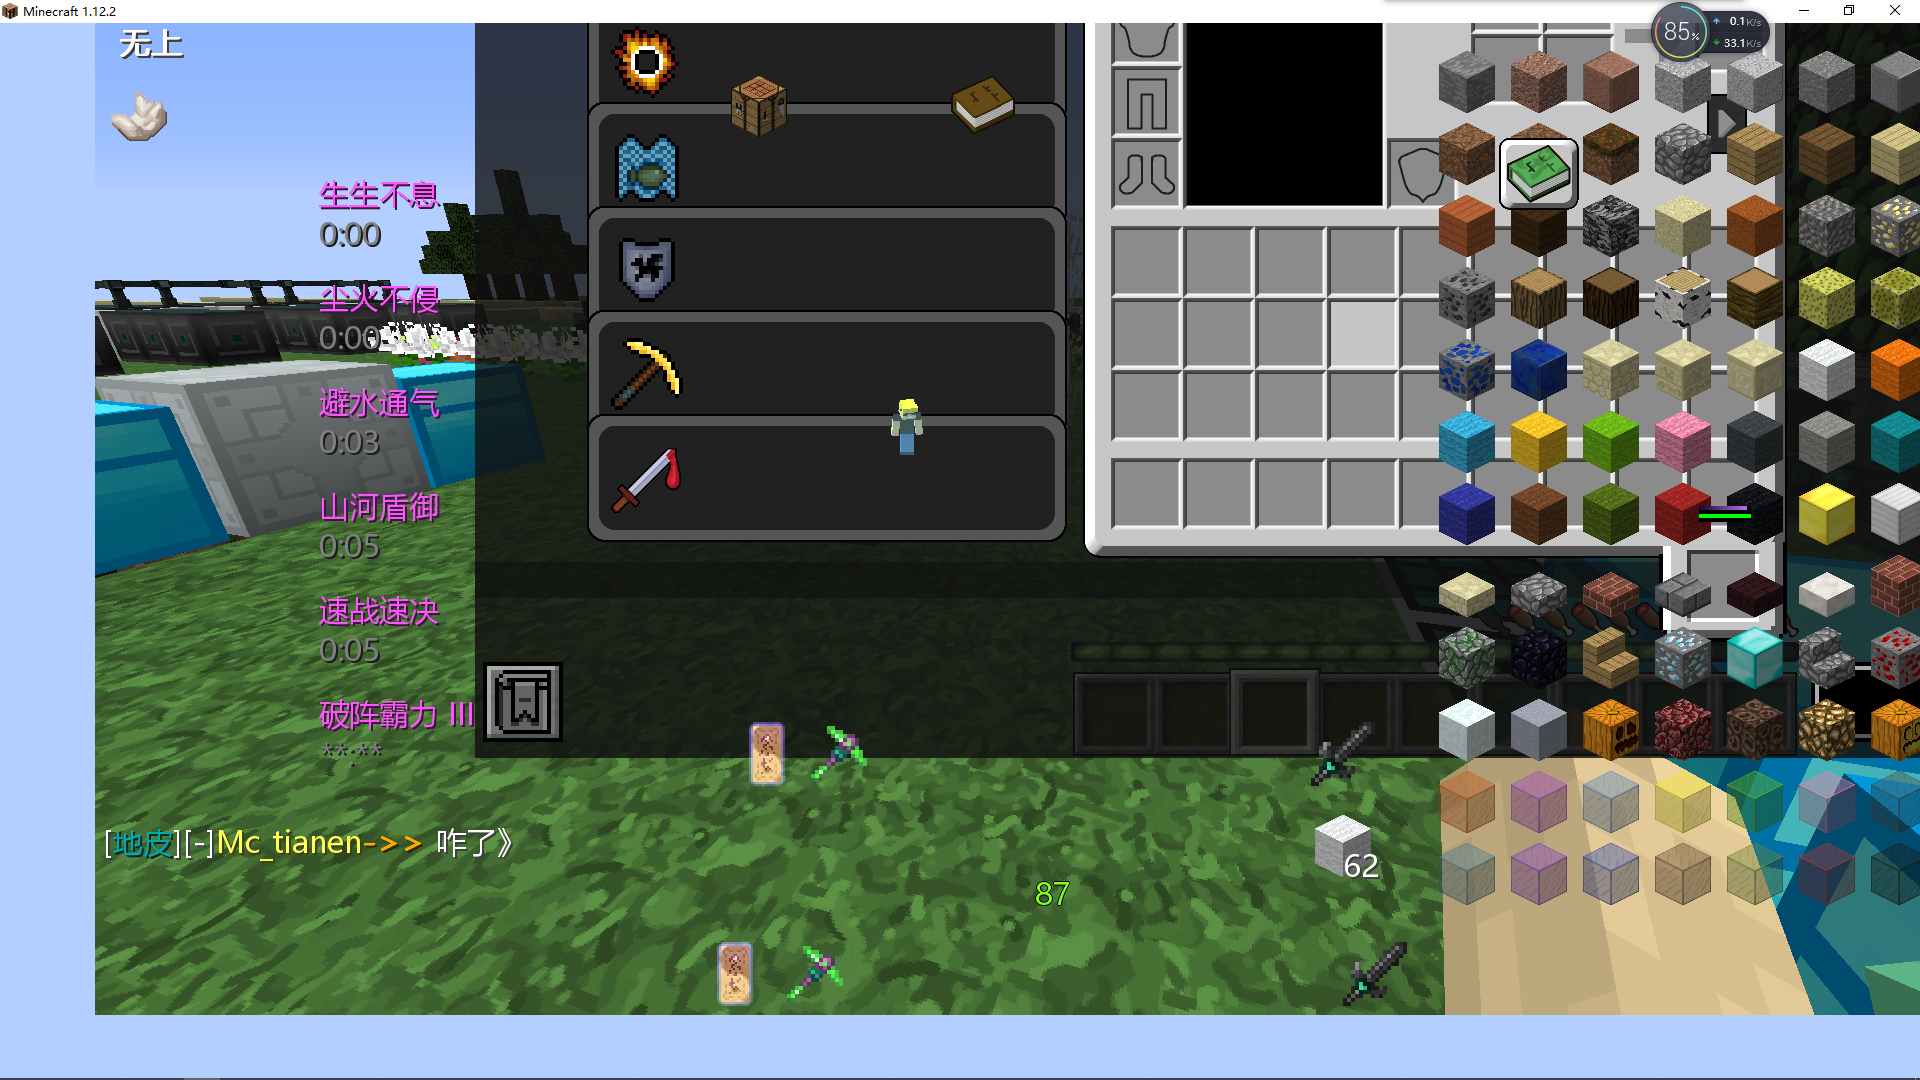 Minecraft 1.12.2
85%
0.1K/s
33.1K/s
无上
生生不息
0:00
尘火不侵
0:00
避水通气
0:03
山河盾御
0:05
速战速决
0:05
破阵霸力 III
**:**
[地皮][-]Mc_tianen->> 咋了》
62
87